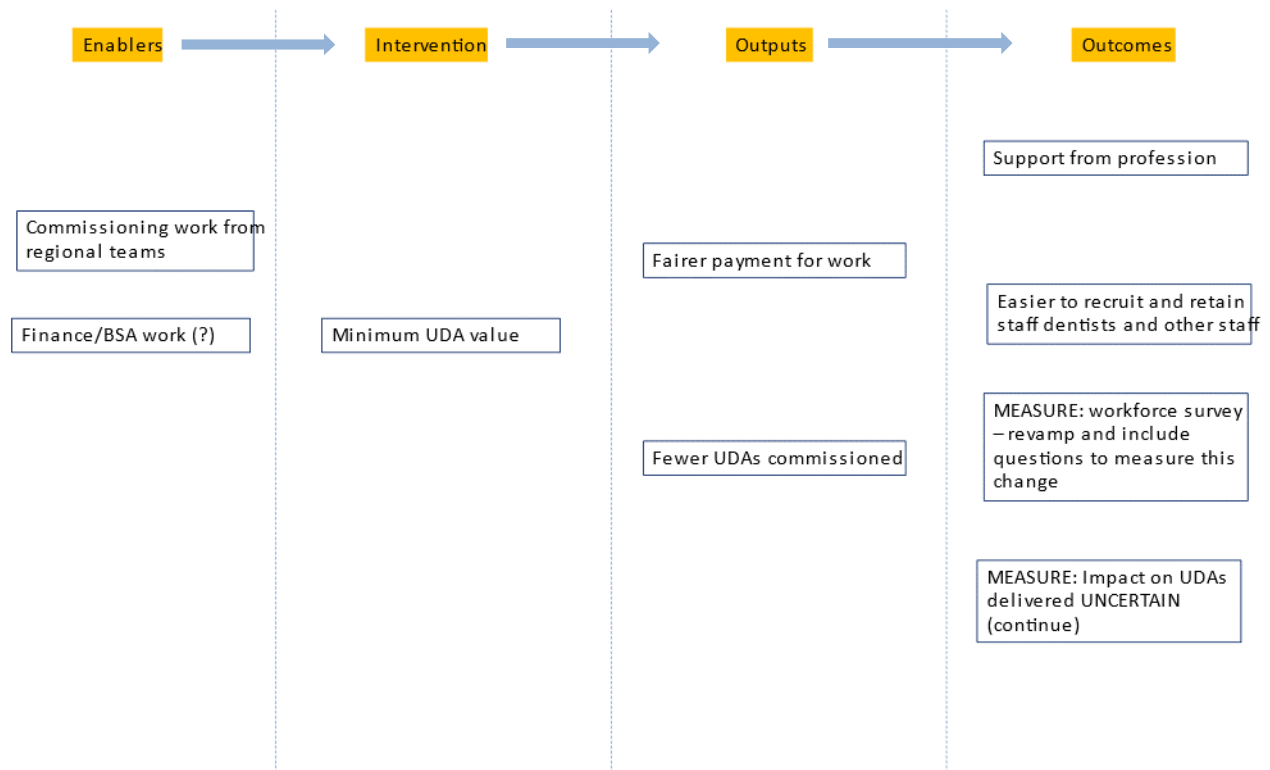 Enablers
Intervention
Outputs
Outcomes
Commissioning work from
regional teams
Finance/BSA work (?)
Minimum UDA value
Fairer payment for work
Fewer UDAs commissioned
Support from profession
Easier to recruit and retain
staff dentists and other staff
MEASURE: workforce survey
– revamp and include
questions to measure this
change
MEASURE: Impact on UDAs
delivered UNCERTAIN
(continue)